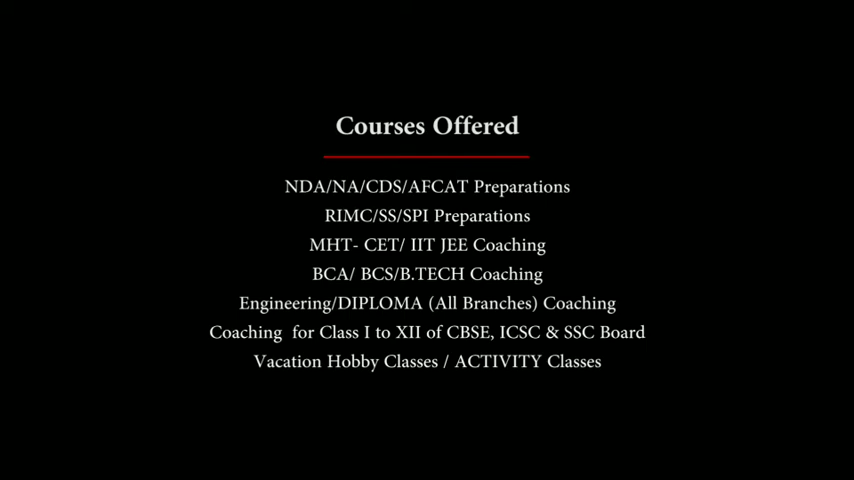 Courses Offered
NDA/NA/CDS/AFCAT Preparations
RIMC/SS/SPI Preparations
MHT- CET/ IIT JEE Coaching
BCA/ BCS/B.TECH Coaching
Engineering/DIPLOMA (All Branches) Coaching
Coaching  for Class I to XII of CBSE, ICSC & SSC Board
Vacation Hobby Classes / ACTIVITY Classes